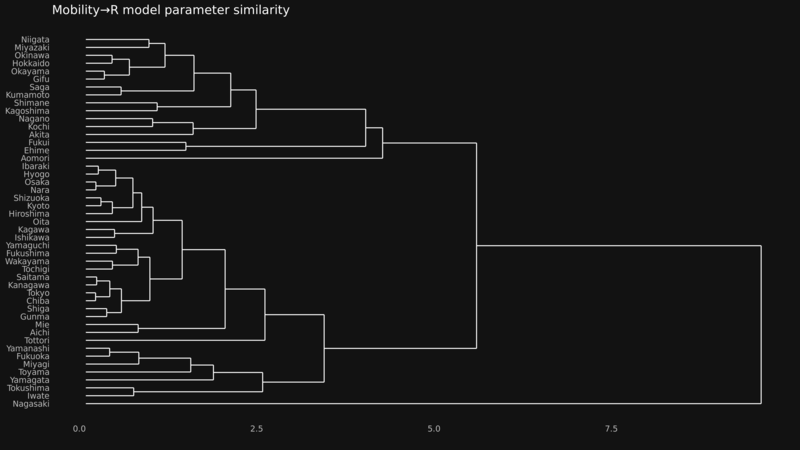 Mobility→R model parameter similarity
Niigata
Miyazaki
Okinawa
Hokkaido
Okayama
Gifu
Saga
Kumamoto
Shimane
Kagoshima
Nagano
Kochi
Akita
Fukui
Ehime
Aomori
Ibaraki
Hyogo
Osaka
Nara
Shizuoka
Kyoto
Hiroshima
Oita
Kagawa
Ishikawa
Yamaguchi
Fukushima
Wakayama
Tochigi
Saitama
Kanagawa
Tokyo
Chiba
Shiga
Gunma
Mie
Aichi
Tottori
Yamanashi
Fukuoka
Miyagi
Toyama
Yamagata
Tokushima
Iwate
Nagasaki
0.0 2.5 5.0 7.5